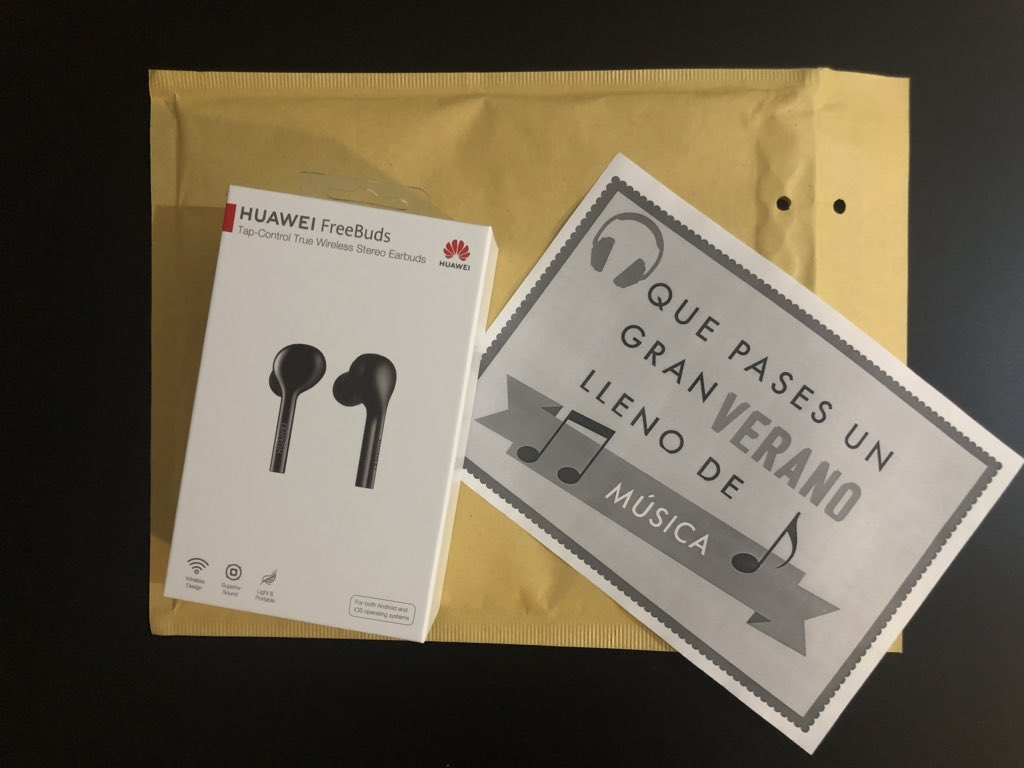 HUAWEI FreeBuds
Tap-Control True Wireless Stereo Earbuds
HUAWEI
HUAWEI
Wireless
Design
Superior
Sound
Light &
Portable
For both Android and
iOS operating systems
QUE PASES UN
GRAN VERANO
LLENO DE
MÚSICA